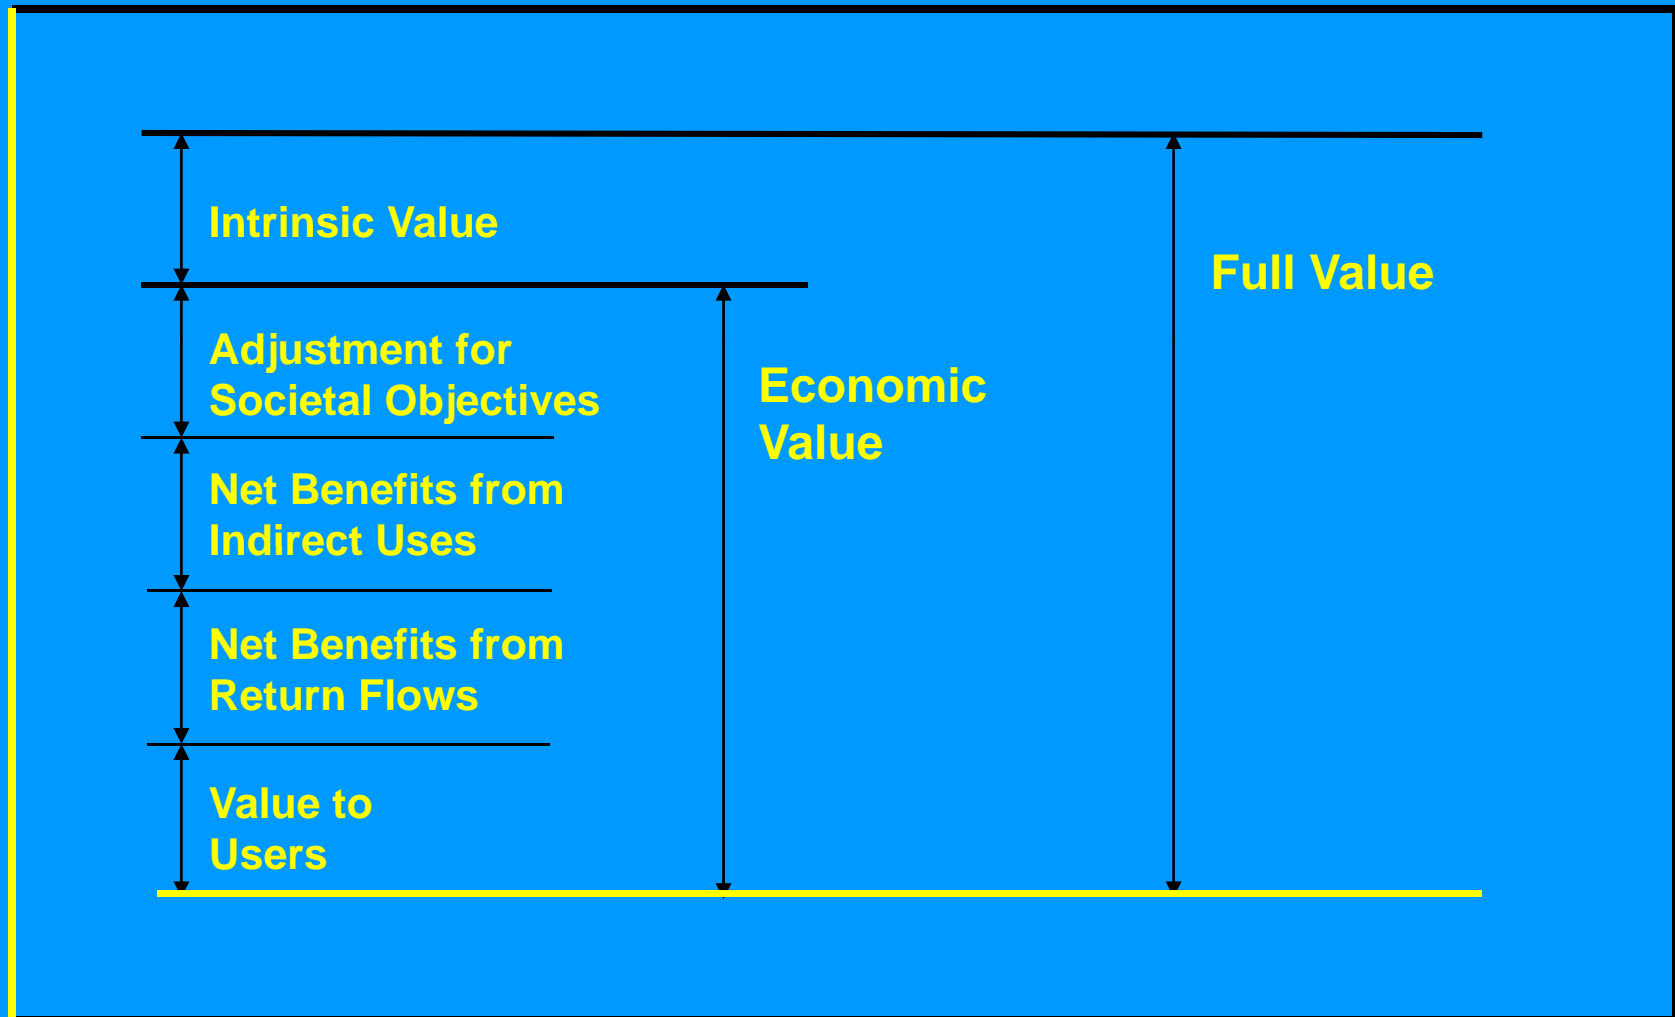 Intrinsic Value
Full Value
Adjustment for
Societal Objectives
Economic
Value
Net Benefits from
Indirect Uses
Net Benefits from
Return Flows
Value to
Users